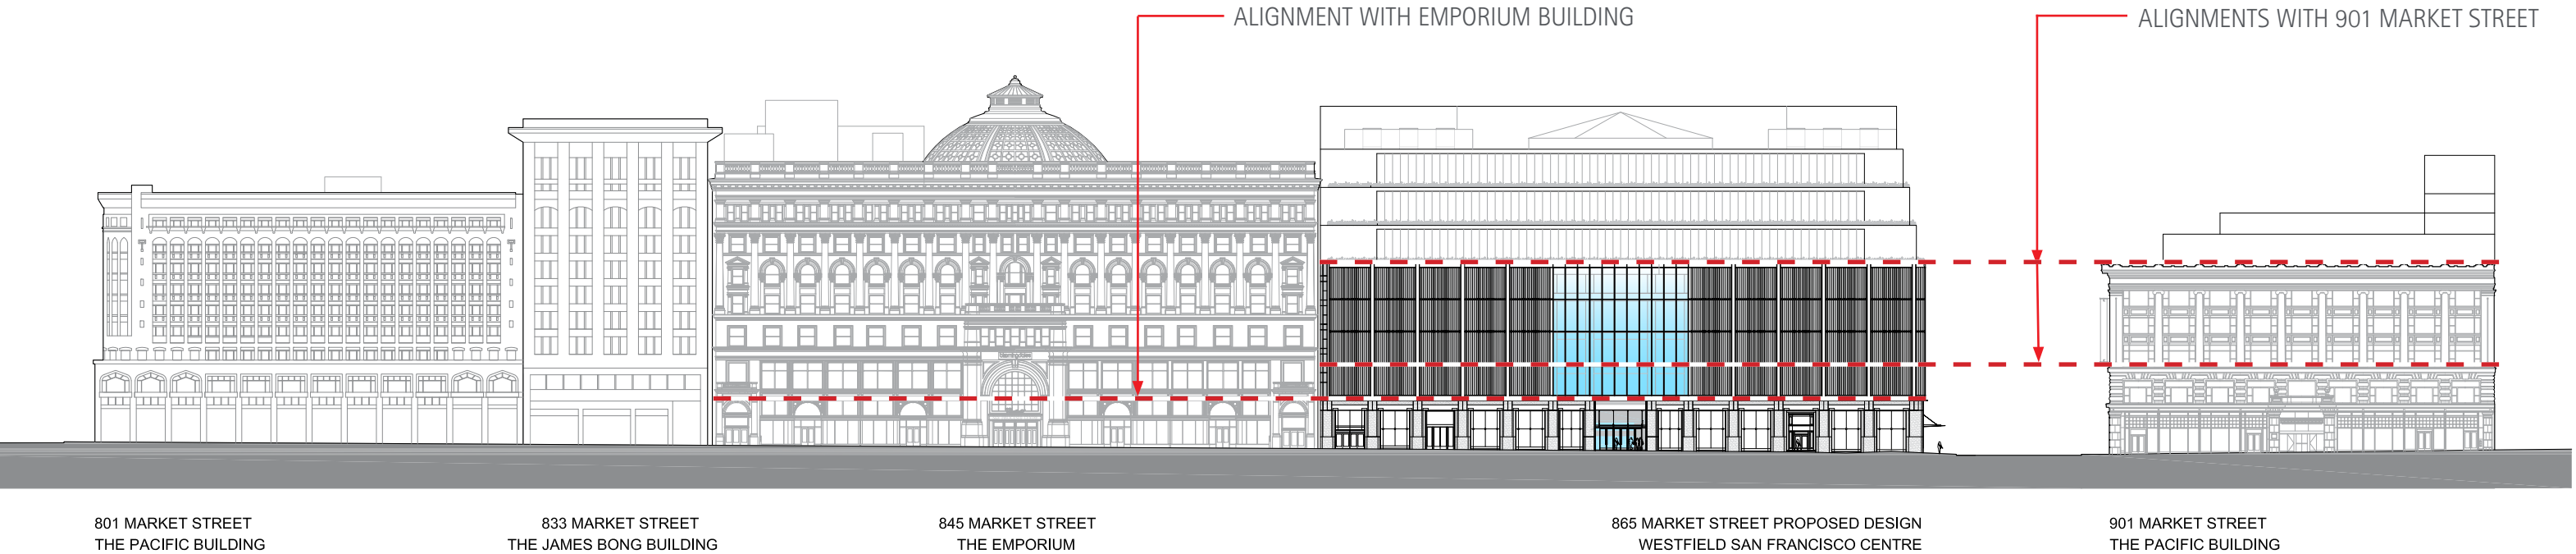 ALIGNMENT WITH EMPORIUM BUILDING
ALIGNMENTS WITH 901 MARKET STREET
801 MARKET STREET
THE PACIFIC BUILDING
833 MARKET STREET
THE JAMES BONG BUILDING
845 MARKET STREET
THE EMPORIUM
865 MARKET STREET PROPOSED DESIGN
WESTFIELD SAN FRANCISCO CENTRE
901 MARKET STREET
THE PACIFIC BUILDING